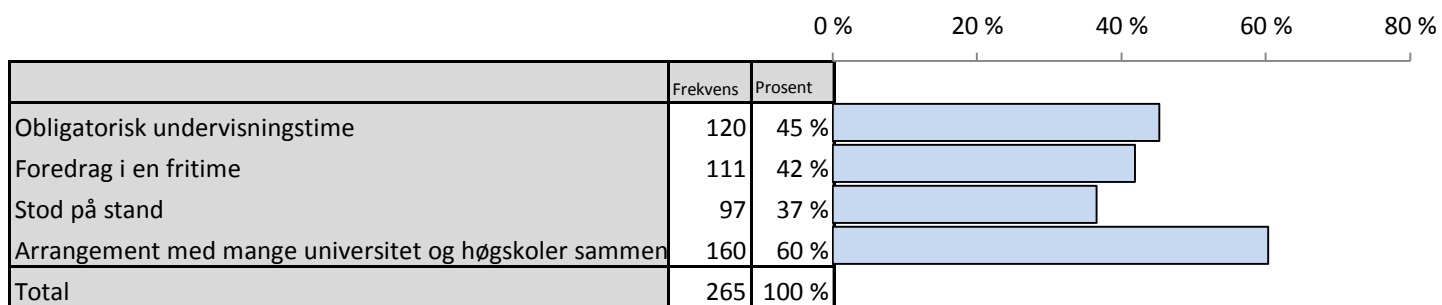 0 % 20 % 40 % 60 % 80 %
Frekvens Prosent
Obligatorisk undervisningstime 120 45 %
Foredrag i en fritime 111 42 %
Stod på stand 97 37 %
Arrangement med mange universitet og høgskoler sammen 160 60 %
Total 265 100 %